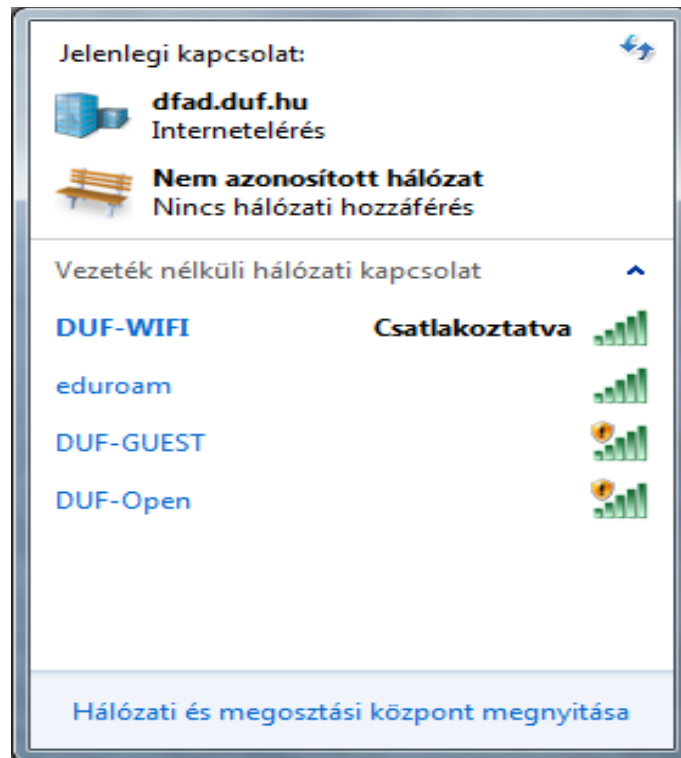 Jelenlegi kapcsolat:
dfad.duf.hu
Internetelérés
Nem azonosított hálózat
Nincs hálózati hozzáférés
Vezeték nélküli hálózati kapcsolat
DUF-WIFI Csatlakoztatva
eduroam
DUF-GUEST
DUF-Open
Hálózati és megosztási központ megnyitása